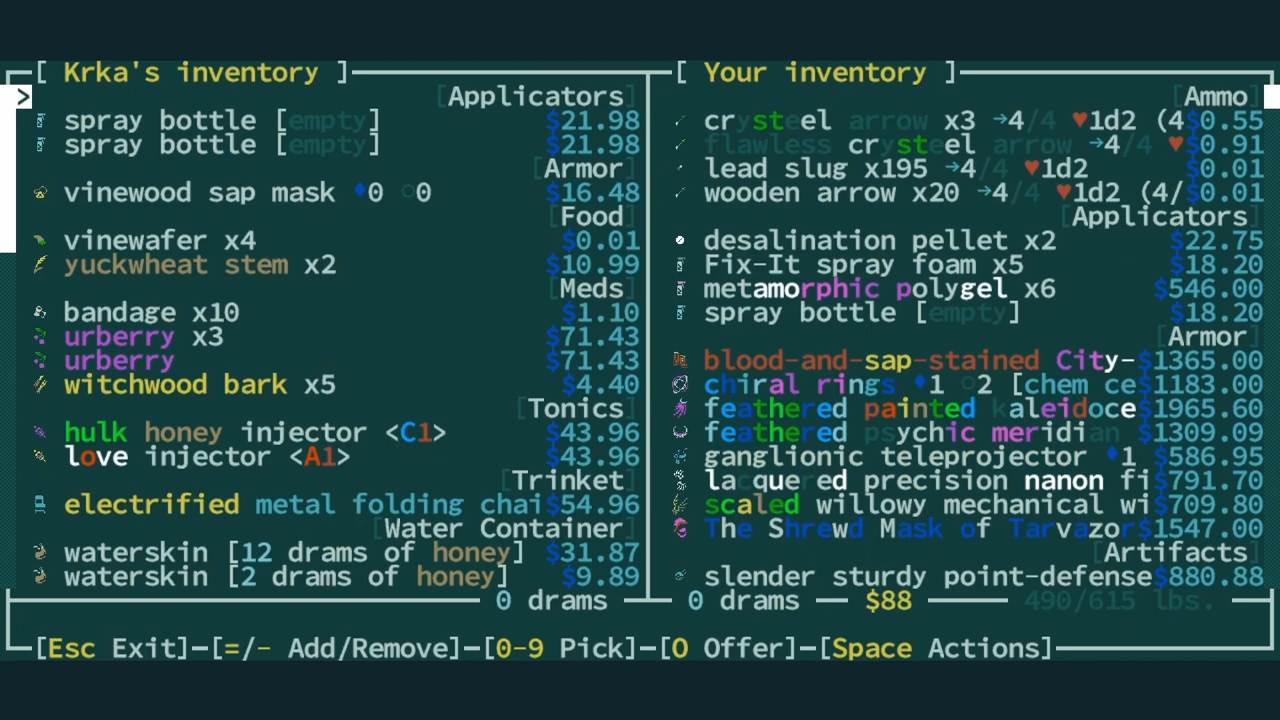 [ Krka's inventory ]
[Applicators]
>
spray bottle [empty] $21.98
spray bottle [empty] $21.98
[Armor]
vinewood sap mask ♦0 ○0 $16.48
[Food]
vinewafer x4 $0.01
yuckwheat stem x2 $10.99
[Meds]
bandage x10 $1.10
urberry x3 $71.43
urberry $71.43
witchwood bark x5 $4.40
[Tonics]
hulk honey injector <C1> $43.96
love injector <A1> $43.96
[Trinket]
electrified metal folding chai$54.96
[Water Container]
waterskin [12 drams of honey] $31.87
waterskin [2 drams of honey] $9.89
0 drams
[ Your inventory ]
[Ammo]
crysteel arrow x3 →4/4 ♥1d2 (4$0.55
flawless crysteel arrow →4/4 ♥$0.91
lead slug x195 →4/4 ♥1d2 $0.01
wooden arrow x20 →4/4 ♥1d2 (4/$0.01
[Applicators]
desalination pellet x2 $22.75
Fix-It spray foam x5 $18.20
metamorphic polygel x6 $546.00
spray bottle [empty] $18.20
[Armor]
blood-and-sap-stained City-$1365.00
chiral rings ♦1 ○2 [chem ce$1183.00
feathered painted kaleidoce$1965.60
feathered psychic meridian $1309.09
ganglionic teleprojector ♦1 $586.95
lacquered precision nanon fi$791.70
scaled willowy mechanical wi$709.80
The Shrewd Mask of Tarvazor$1547.00
[Artifacts]
slender sturdy point-defense$880.88
0 drams — $88 — 490/615 lbs.
[Esc Exit]-[=/- Add/Remove]-[0-9 Pick]-[O Offer]-[Space Actions]